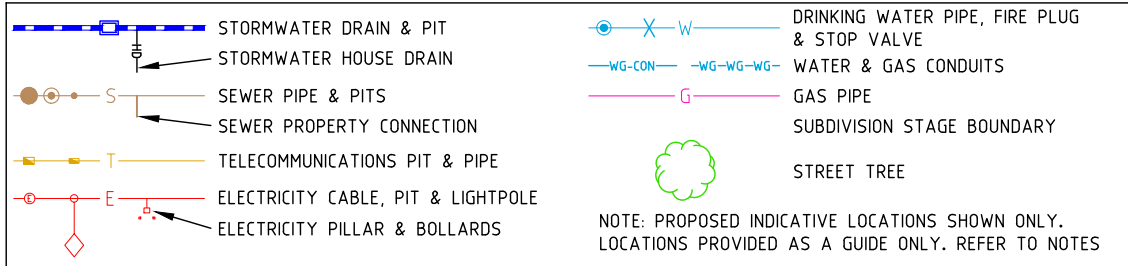 STORMWATER DRAIN & PIT
STORMWATER HOUSE DRAIN
S
SEWER PIPE & PITS
SEWER PROPERTY CONNECTION
T
TELECOMMUNICATIONS PIT & PIPE
E
E
ELECTRICITY CABLE, PIT & LIGHTPOLE
ELECTRICITY PILLAR & BOLLARDS
W
DRINKING WATER PIPE, FIRE PLUG
& STOP VALVE
WG-CON
WG-WG-WG
WATER & GAS CONDUITS
G
GAS PIPE
SUBDIVISION STAGE BOUNDARY
STREET TREE
NOTE: PROPOSED INDICATIVE LOCATIONS SHOWN ONLY.
LOCATIONS PROVIDED AS A GUIDE ONLY. REFER TO NOTES